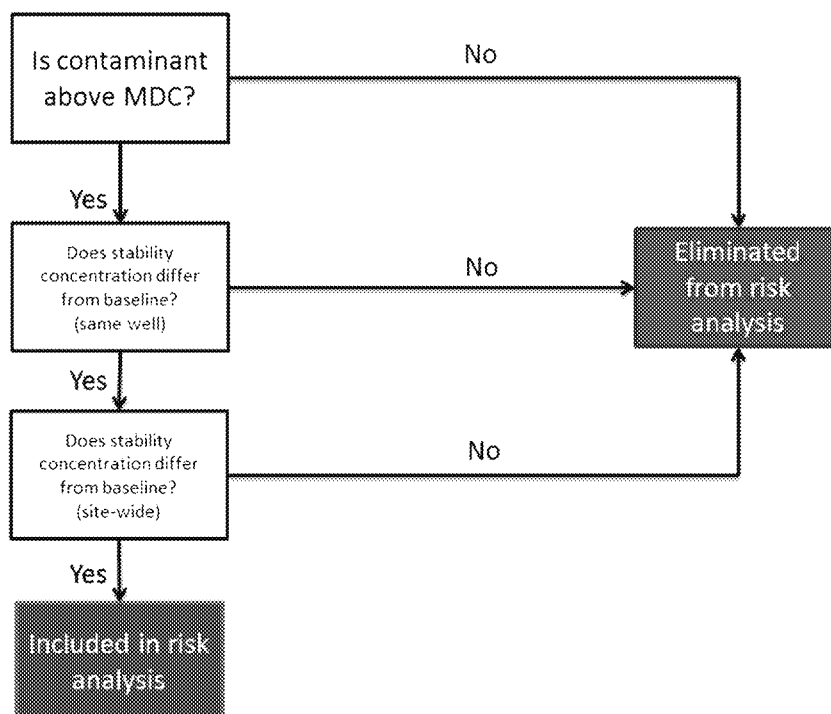 Is contaminant
above MDC?
No
Yes
Does stability
concentration differ
from baseline?
(same well)
No
Eliminated
from risk
analysis
Yes
Does stability
concentration differ
from baseline?
(site-wide)
No
Yes
Included in risk
analysis